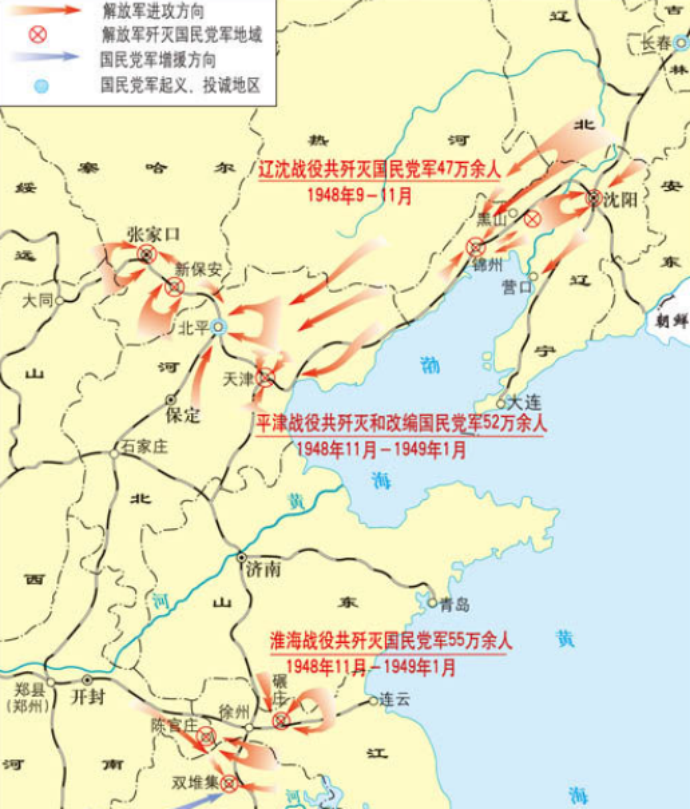 解放军进攻方向
解放军歼灭国民党军地域
国民党军增援方向
国民党军起义、投诚地区
辽
吉
长春
林
北
热
河
察
哈
尔
绥
辽沈战役共歼灭国民党军47万余人
1948年9－11月
沈阳
安
黑山
张家口
远
新保安
锦州
东
大同
营口
辽
朝鲜
北平
宁
山
河
天津
渤
保定
大连
平津战役共歼灭和改编国民党军52万余人
1948年11月－1949年1月
石家庄
海
北
黄
济南
西
河
山
东
青岛
淮海战役共歼灭国民党军55万余人
1948年11月－1949年1月
黄
郑县
(郑州)
开封
碾
庄
连云
徐州
陈官庄
江
河
南
双堆集
河
海